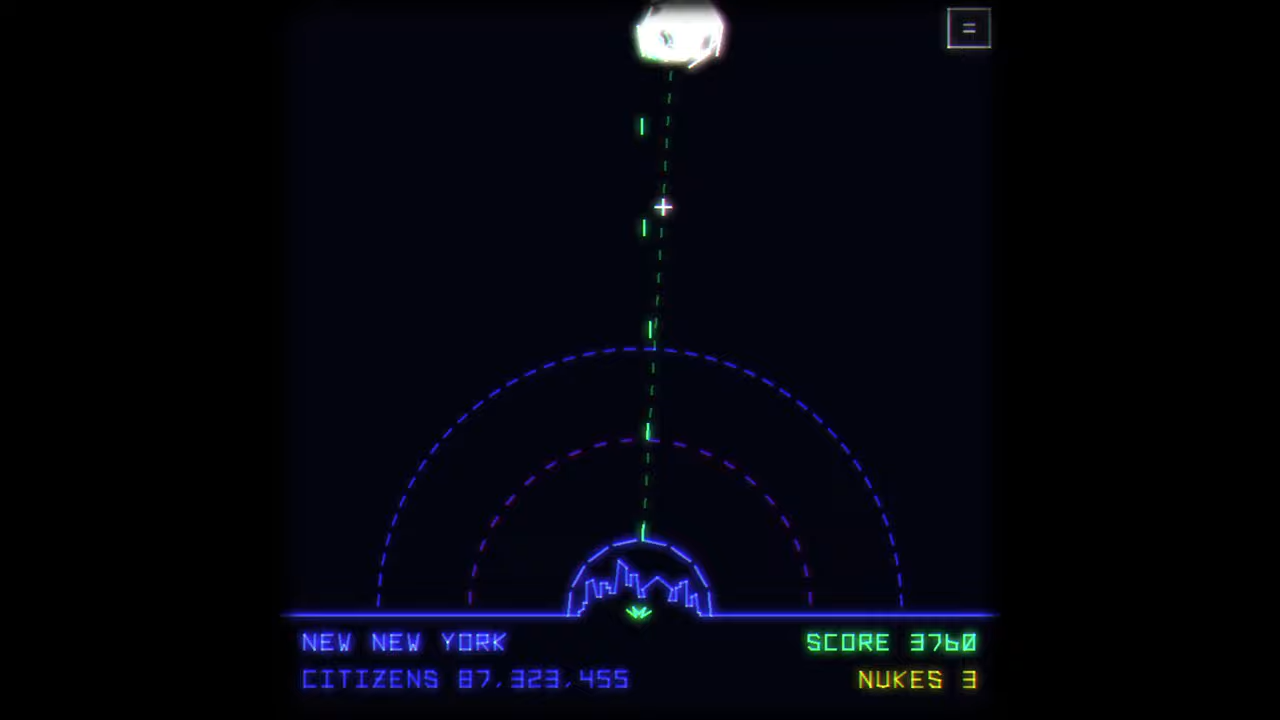 =
NEW NEW YORK
SCORE 3760
CITIZENS 87,323,455
NUKES 3